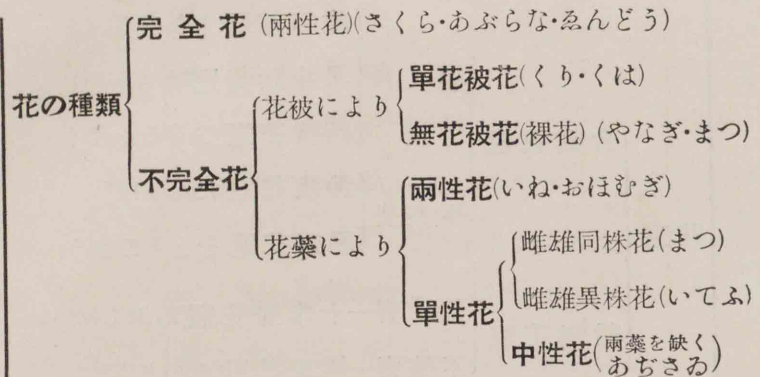 花の種類
完全花(兩性花)(さくら・あぶらな・ゑんどう)
不完全花
花被により
單花被花(くり・くは)
無花被花(裸花)(やなぎ・まつ)
花蘂により
兩性花(いね・おほむぎ)
單性花
雌雄同株花(まつ)
雌雄異株花(いてふ)
中性花(兩蘂を缺く
あぢさゐ)